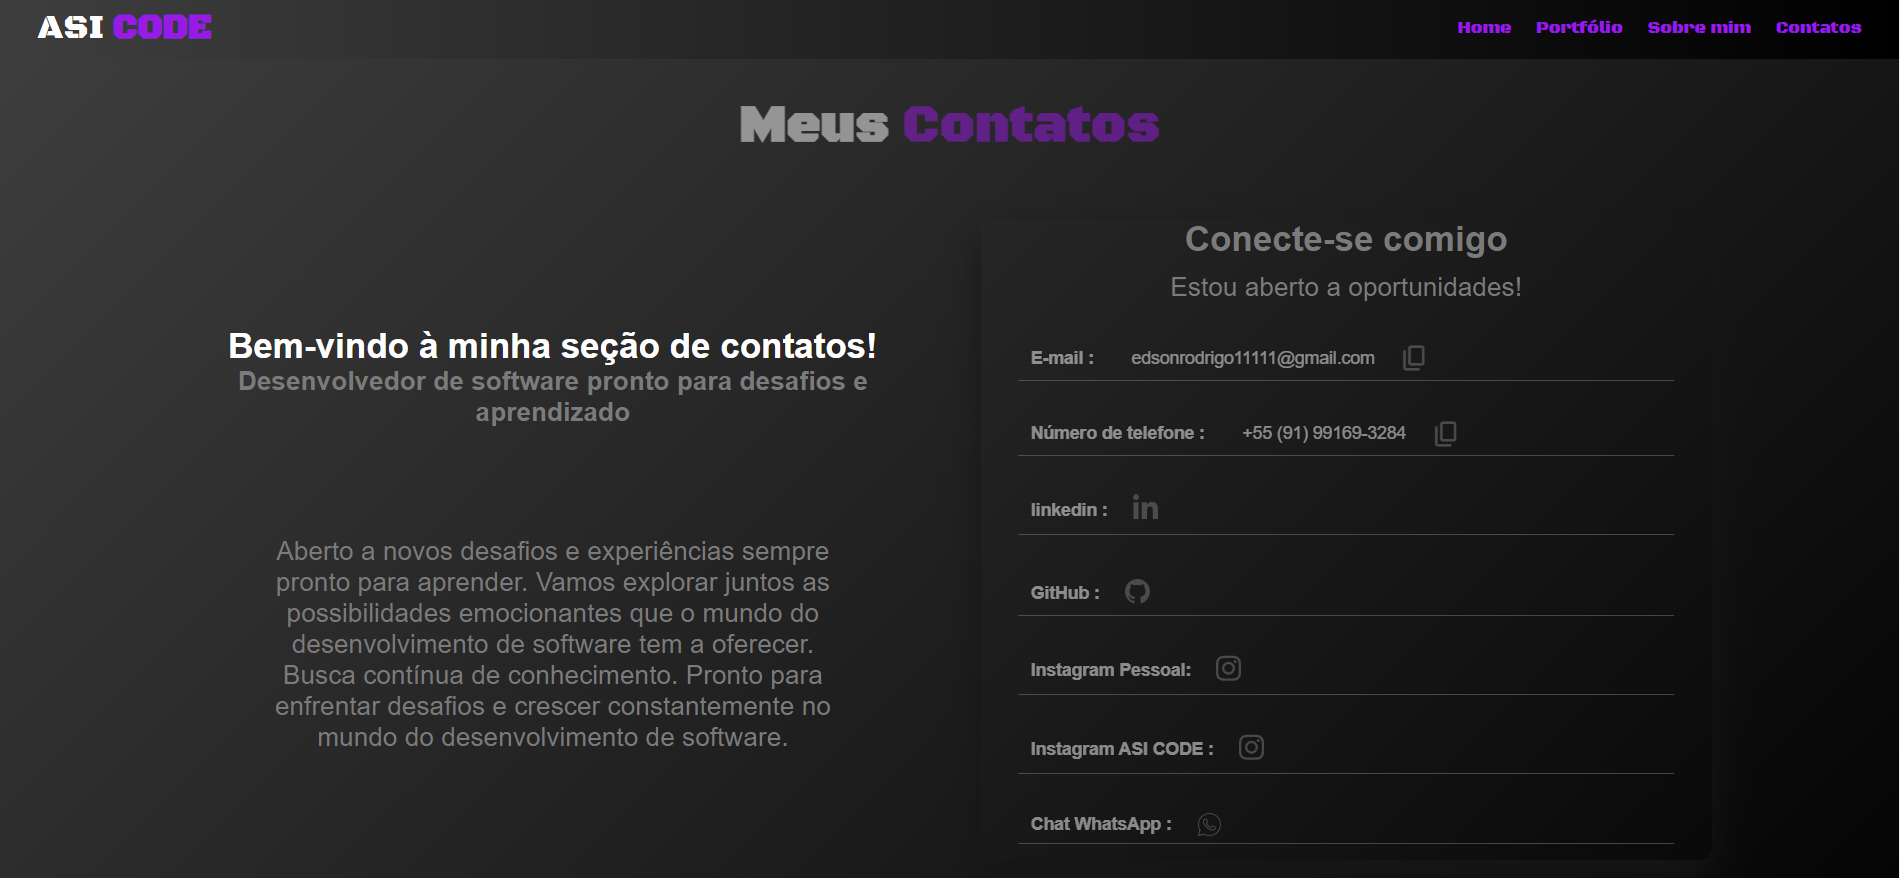 ASI CODE
Home Portfólio Sobre mim Contatos
Meus Contatos
Bem-vindo à minha seção de contatos!
Desenvolvedor de software pronto para desafios e
aprendizado
Aberto a novos desafios e experiências sempre
pronto para aprender. Vamos explorar juntos as
possibilidades emocionantes que o mundo do
desenvolvimento de software tem a oferecer.
Busca contínua de conhecimento. Pronto para
enfrentar desafios e crescer constantemente no
mundo do desenvolvimento de software.
Conecte-se comigo
Estou aberto a oportunidades!
E-mail : edsonrodrigo11111@gmail.com
Número de telefone : +55 (91) 99169-3284
linkedin : in
GitHub :
Instagram Pessoal:
Instagram ASI CODE :
Chat WhatsApp :